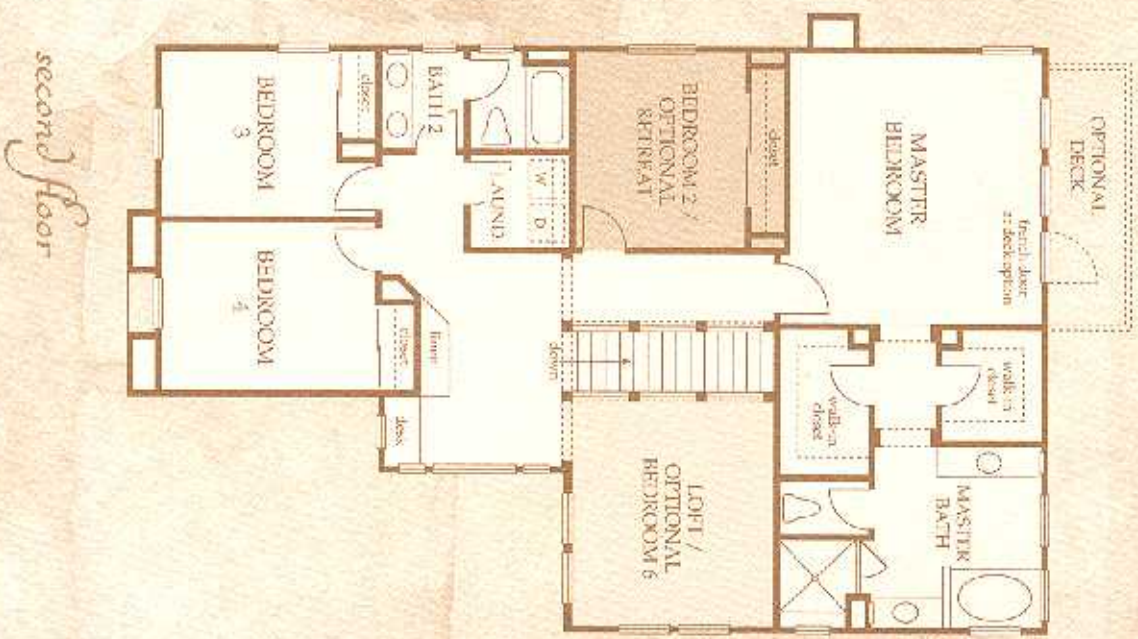 OPTIONAL
DECK
MASTER
BEDROOM
french door
at deck option
walk-in
closet
walk-in
closet
MASTER
BATH
closet
BEDROOM 2 /
OPTIONAL
RETREAT
LOFT /
OPTIONAL
BEDROOM 6
down
BATH 2
LAUND.
W D
linen
desk
closet
BEDROOM
3
closet
BEDROOM
4
second floor